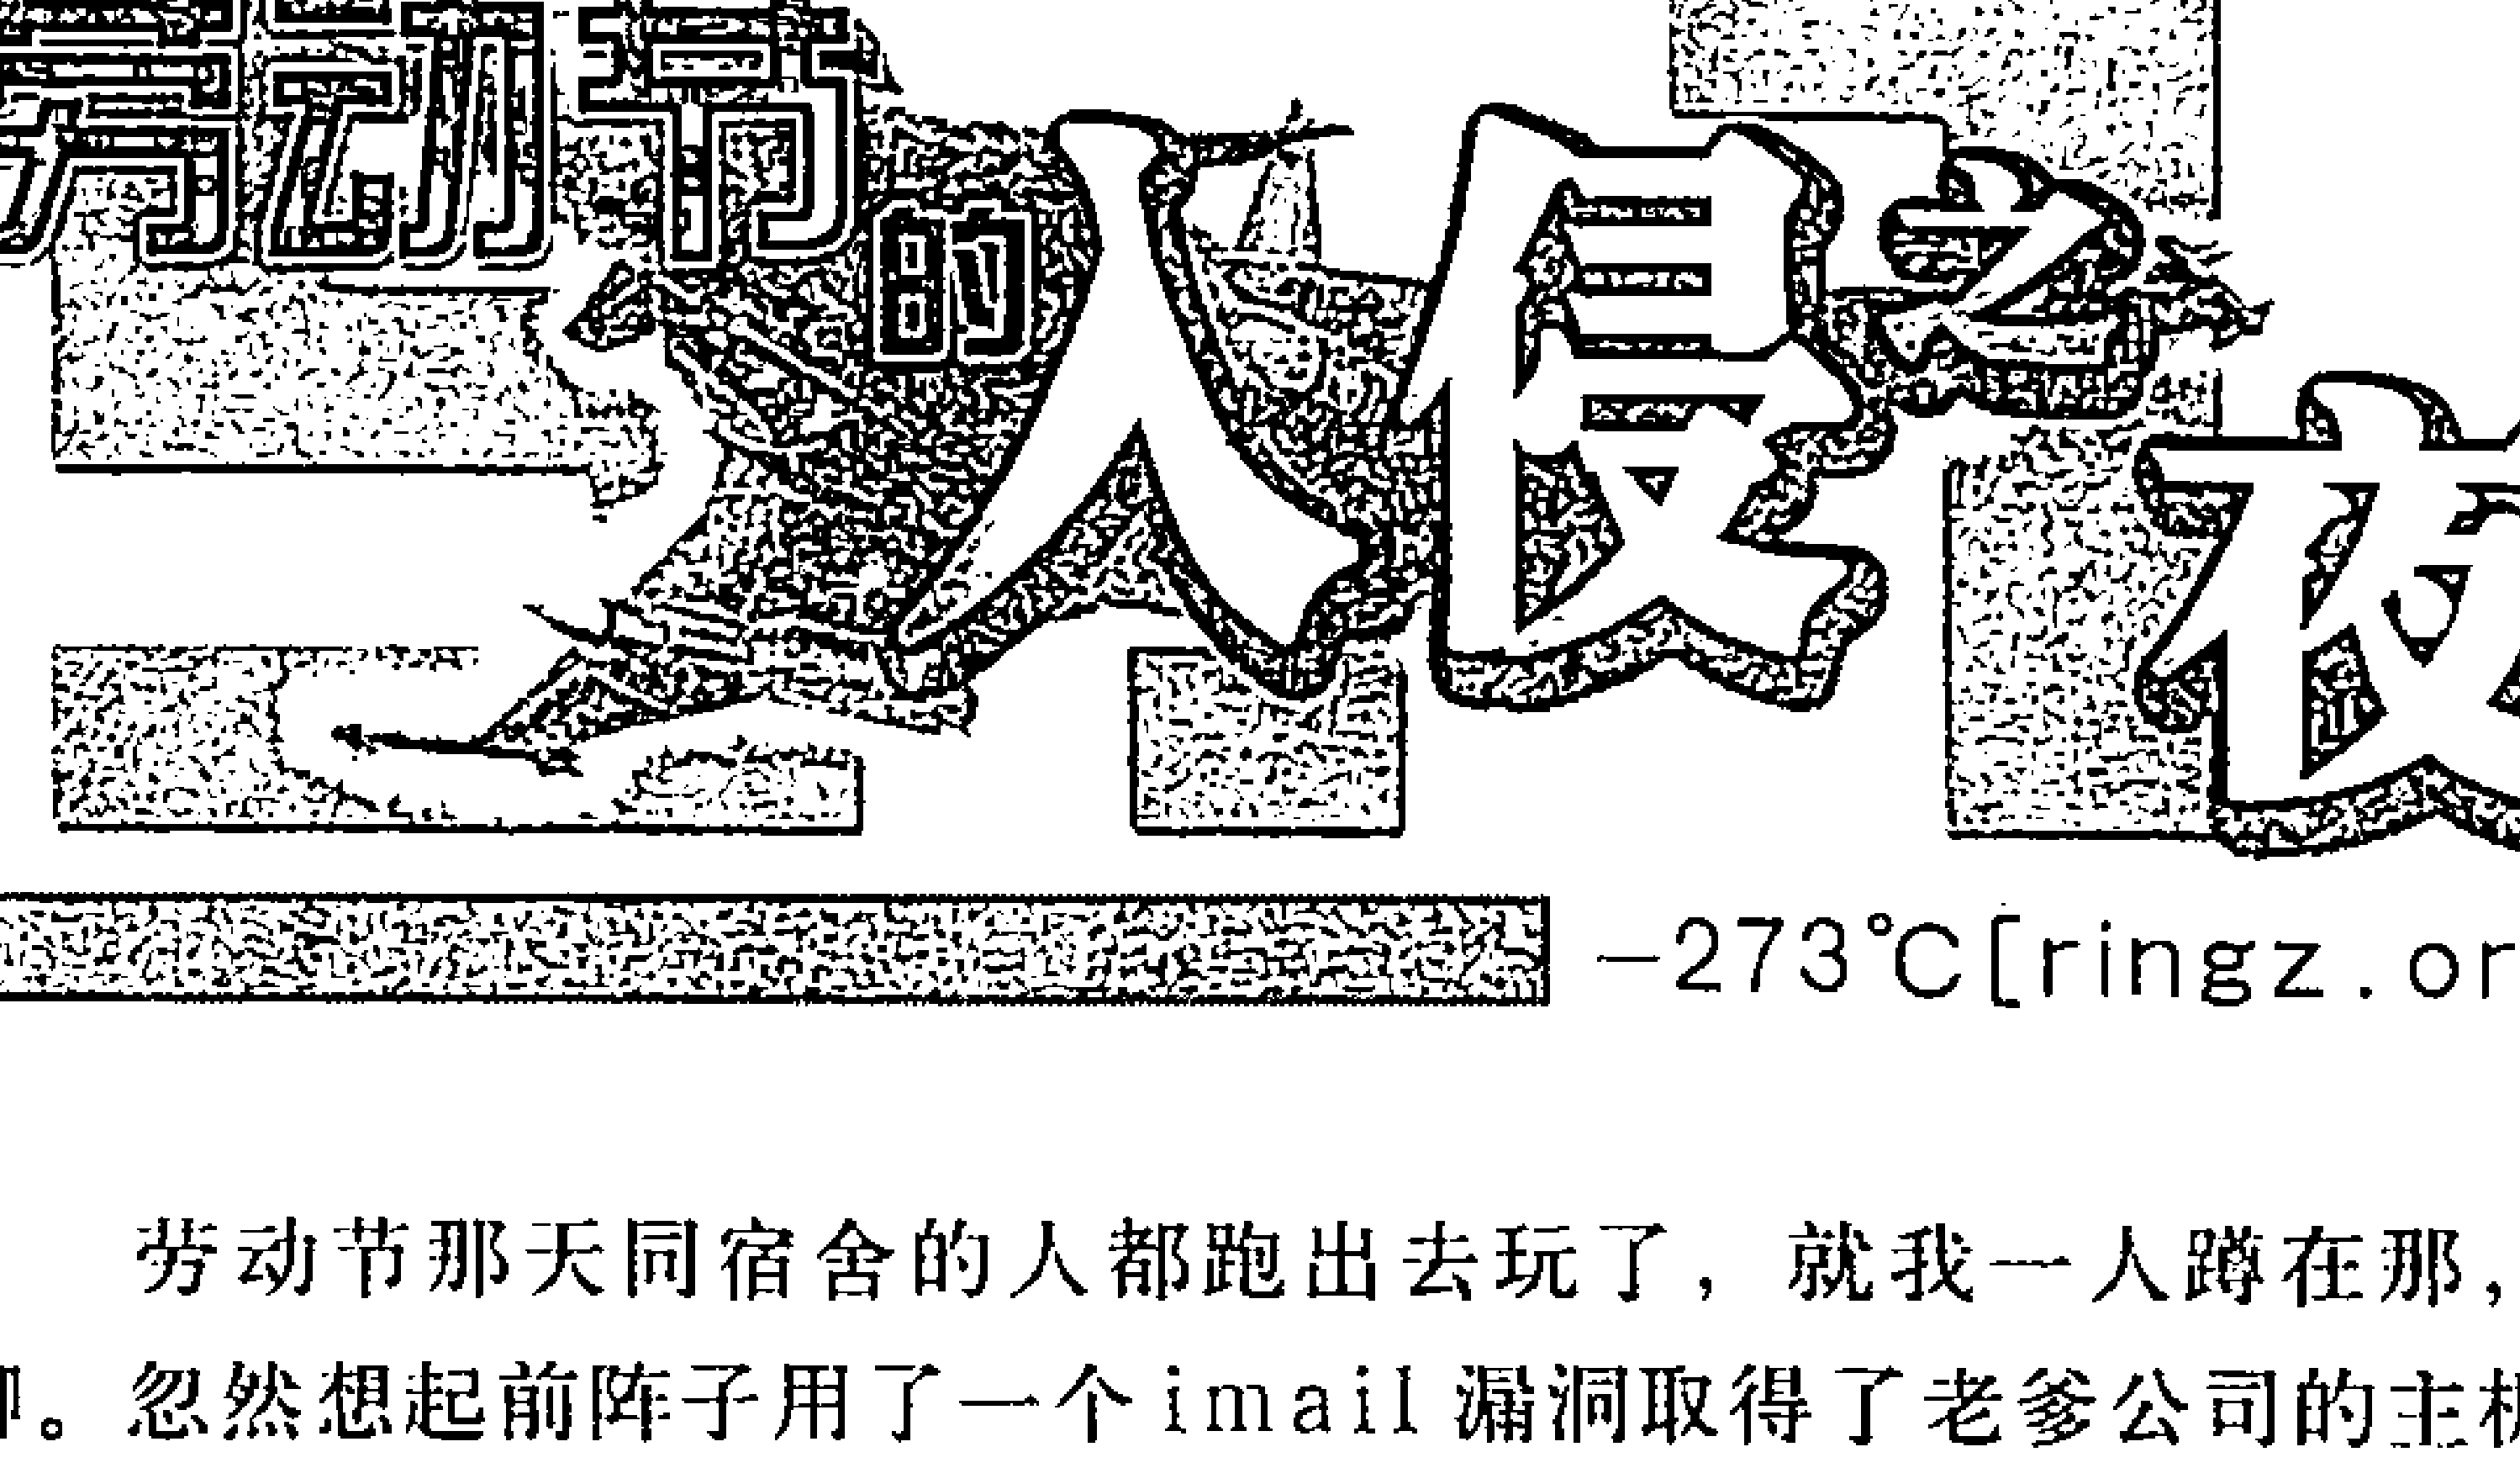 劳动节的入侵之夜
-273℃[ringz.or
劳动节那天同宿舍的人都跑出去玩了，就我一人蹲在那，
。忽然想起前阵子用了一个imail漏洞取得了老爹公司的主机